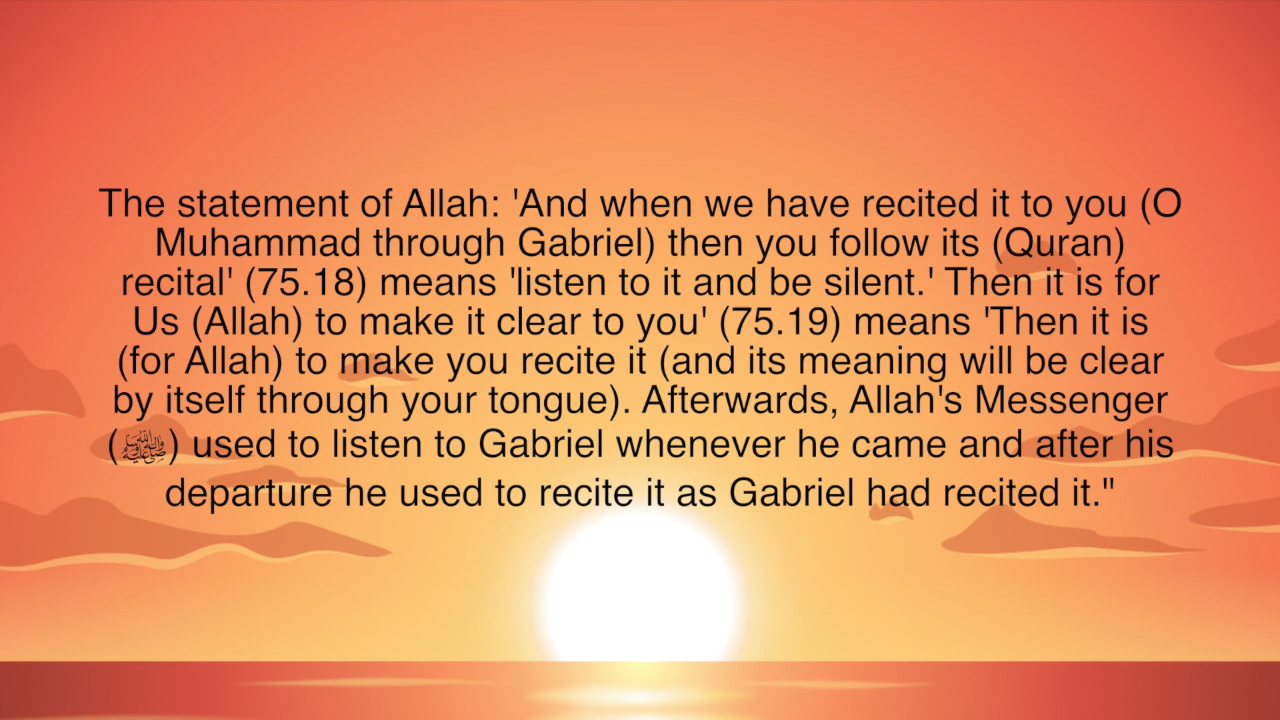 The statement of Allah: 'And when we have recited it to you (O
Muhammad through Gabriel) then you follow its (Quran)
recital' (75.18) means 'listen to it and be silent.' Then it is for
Us (Allah) to make it clear to you' (75.19) means 'Then it is
(for Allah) to make you recite it (and its meaning will be clear
by itself through your tongue). Afterwards, Allah's Messenger
(ﷺ) used to listen to Gabriel whenever he came and after his
departure he used to recite it as Gabriel had recited it."